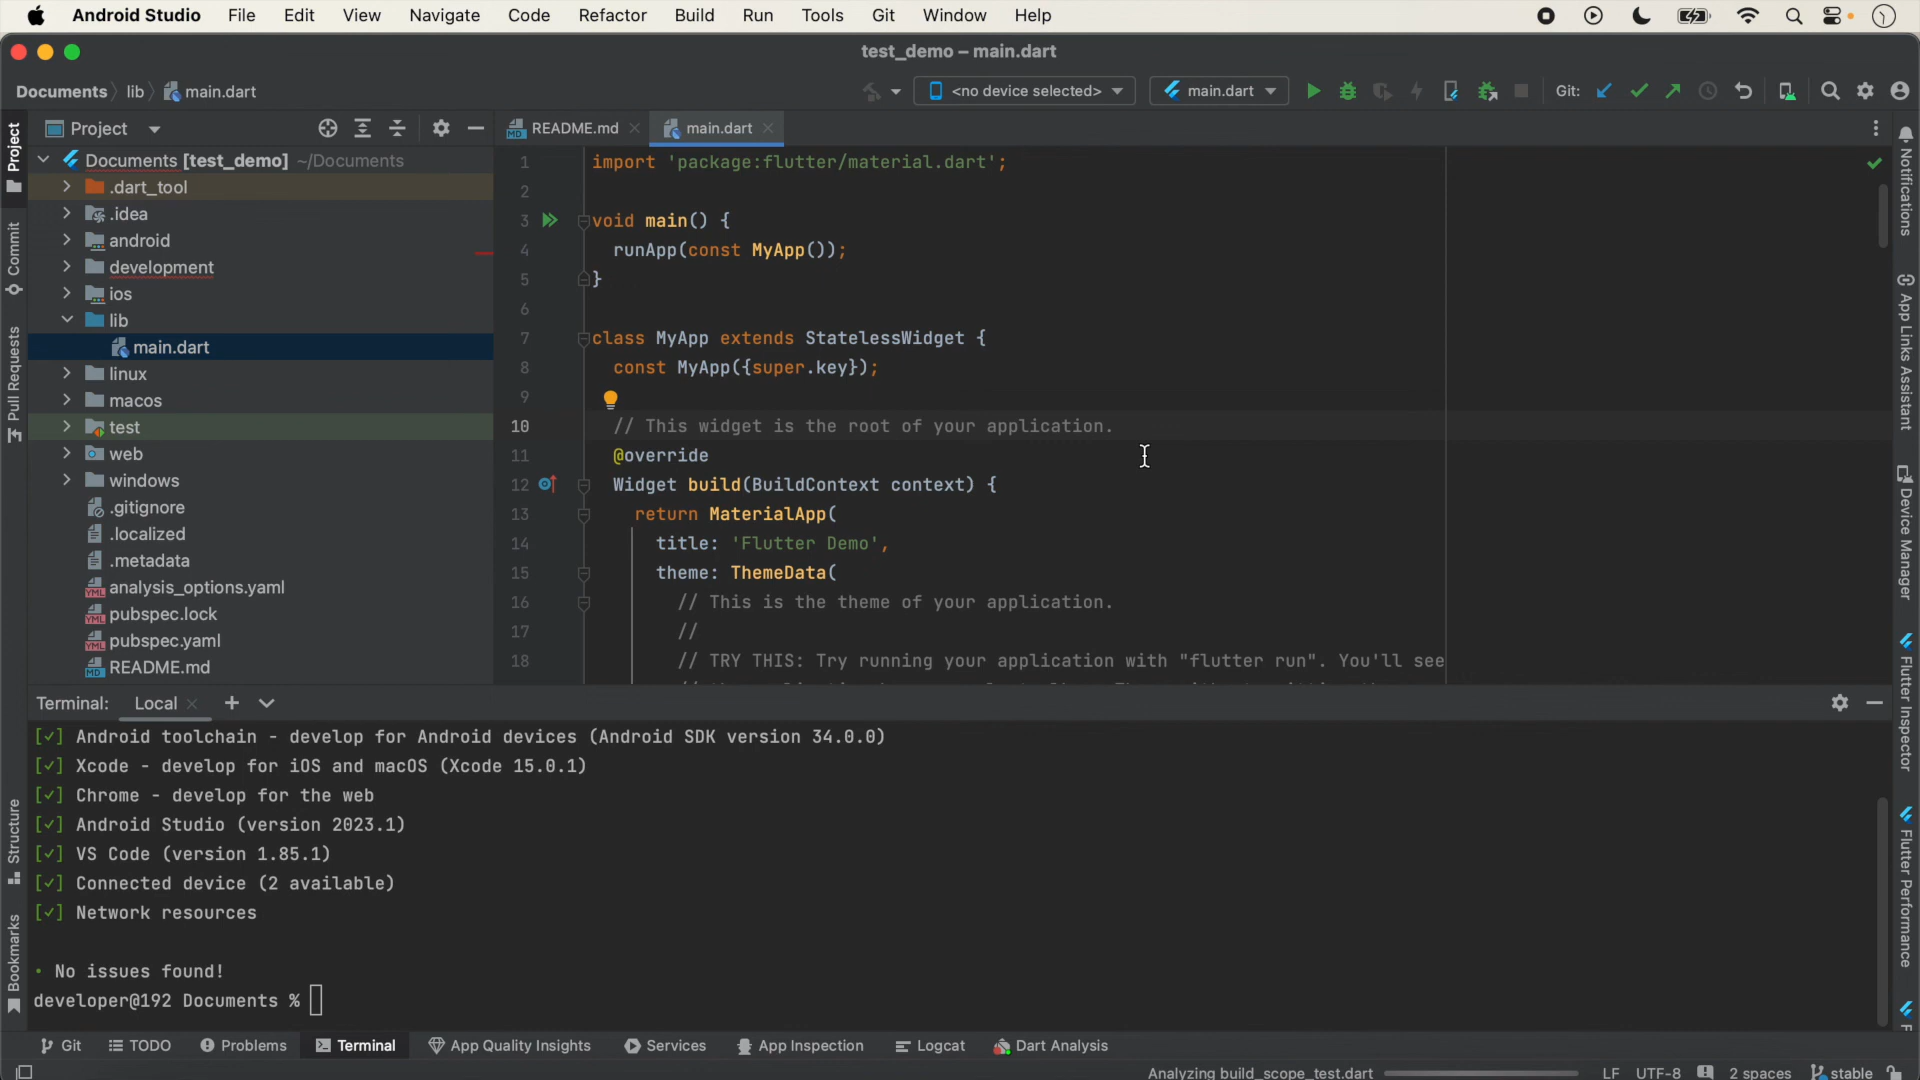 Android Studio File Edit View Navigate Code Refactor Build Run Tools Git Window Help
test_demo – main.dart
Documents lib main.dart
<no device selected> main.dart Git:
Project
README.md main.dart
Documents [test_demo] ~/Documents
.dart_tool
.idea
android
development
ios
lib
main.dart
linux
macos
test
web
windows
.gitignore
.localized
.metadata
analysis_options.yaml
pubspec.lock
pubspec.yaml
README.md
1 import 'package:flutter/material.dart';
2
3 void main() {
4 runApp(const MyApp());
5 }
6
7 class MyApp extends StatelessWidget {
8 const MyApp({super.key});
9
10 // This widget is the root of your application.
11 @override
12 Widget build(BuildContext context) {
13 return MaterialApp(
14 title: 'Flutter Demo',
15 theme: ThemeData(
16 // This is the theme of your application.
17 //
18 // TRY THIS: Try running your application with "flutter run". You'll see
Project
Commit
Pull Requests
Structure
Bookmarks
Notifications
App Links Assistant
Device Manager
Flutter Inspector
Flutter Performance
Terminal: Local
[✓] Android toolchain - develop for Android devices (Android SDK version 34.0.0)
[✓] Xcode - develop for iOS and macOS (Xcode 15.0.1)
[✓] Chrome - develop for the web
[✓] Android Studio (version 2023.1)
[✓] VS Code (version 1.85.1)
[✓] Connected device (2 available)
[✓] Network resources
• No issues found!
developer@192 Documents %
Git TODO Problems Terminal App Quality Insights Services App Inspection Logcat Dart Analysis
Analyzing build_scope_test.dart LF UTF-8 2 spaces stable